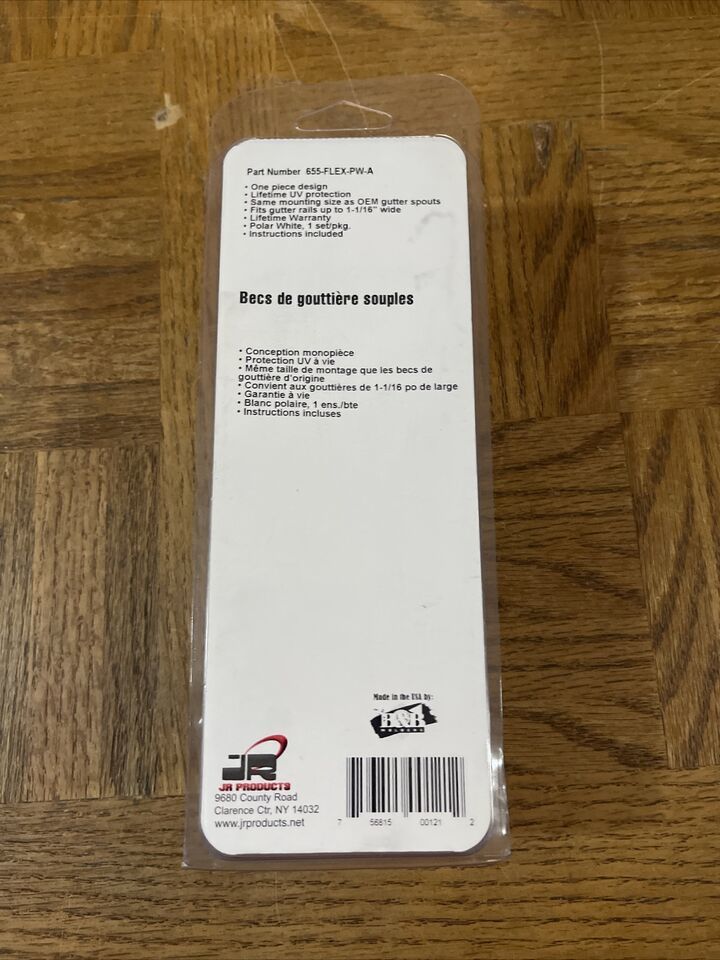 Part Number 655-FLEX-PW-A
• One piece design
• Lifetime UV protection
• Same mounting size as OEM gutter spouts
• Fits gutter rails up to 1-1/16" wide
• Lifetime Warranty
• Polar White, 1 set/pkg.
• Instructions included
Becs de gouttière souples
• Conception monopièce
• Protection UV à vie
• Même taille de montage que les becs de
gouttière d'origine
• Convient aux gouttières de 1-1/16 po de large
• Garantie à vie
• Blanc polaire, 1 ens./bte
• Instructions incluses
Made in the USA by:
B&B
MOLDERS
JR
JR PRODUCTS
9680 County Road
Clarence Ctr, NY 14032
www.jrproducts.net
7 56815 00121 2